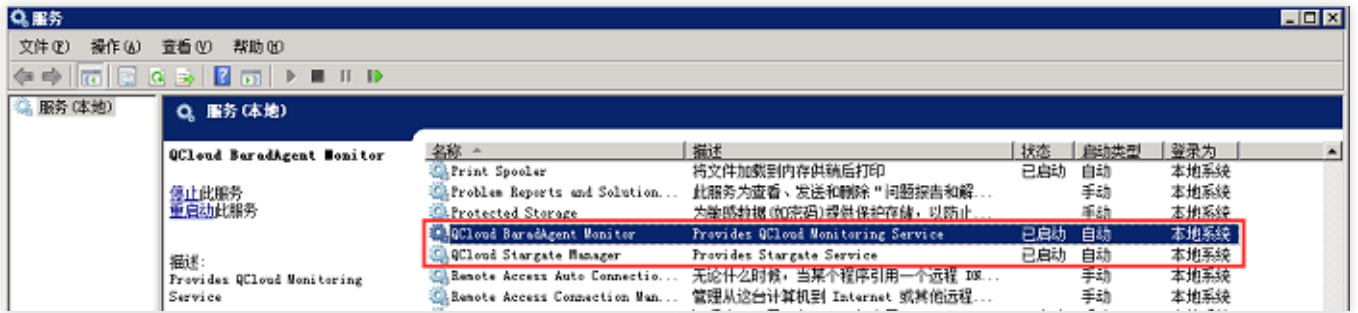 服务
文件(F) 操作(A) 查看(V) 帮助(H)
服务(本地)
服务(本地)
QCloud BaradAgent Monitor
停止此服务
重启动此服务
描述:
Provides QCloud Monitoring
Service
名称 描述 状态 启动类型 登录为
Print Spooler 将文件加载到内存供稍后打印 已启动 自动 本地系统
Problem Reports and Solution... 此服务为查看、发送和删除"问题报告和解... 手动 本地系统
Protected Storage 为敏感数据(如密码)提供保护存储,以防止... 手动 本地系统
QCloud BaradAgent Monitor Provides QCloud Monitoring Service 已启动 自动 本地系统
QCloud Stargate Manager Provides Stargate Service 已启动 自动 本地系统
Remote Access Auto Connectio... 无论什么时候,当某个程序引用一个远程 DN... 手动 本地系统
Remote Access Connection Man... 管理从这台计算机到 Internet 或其他远程... 手动 本地系统